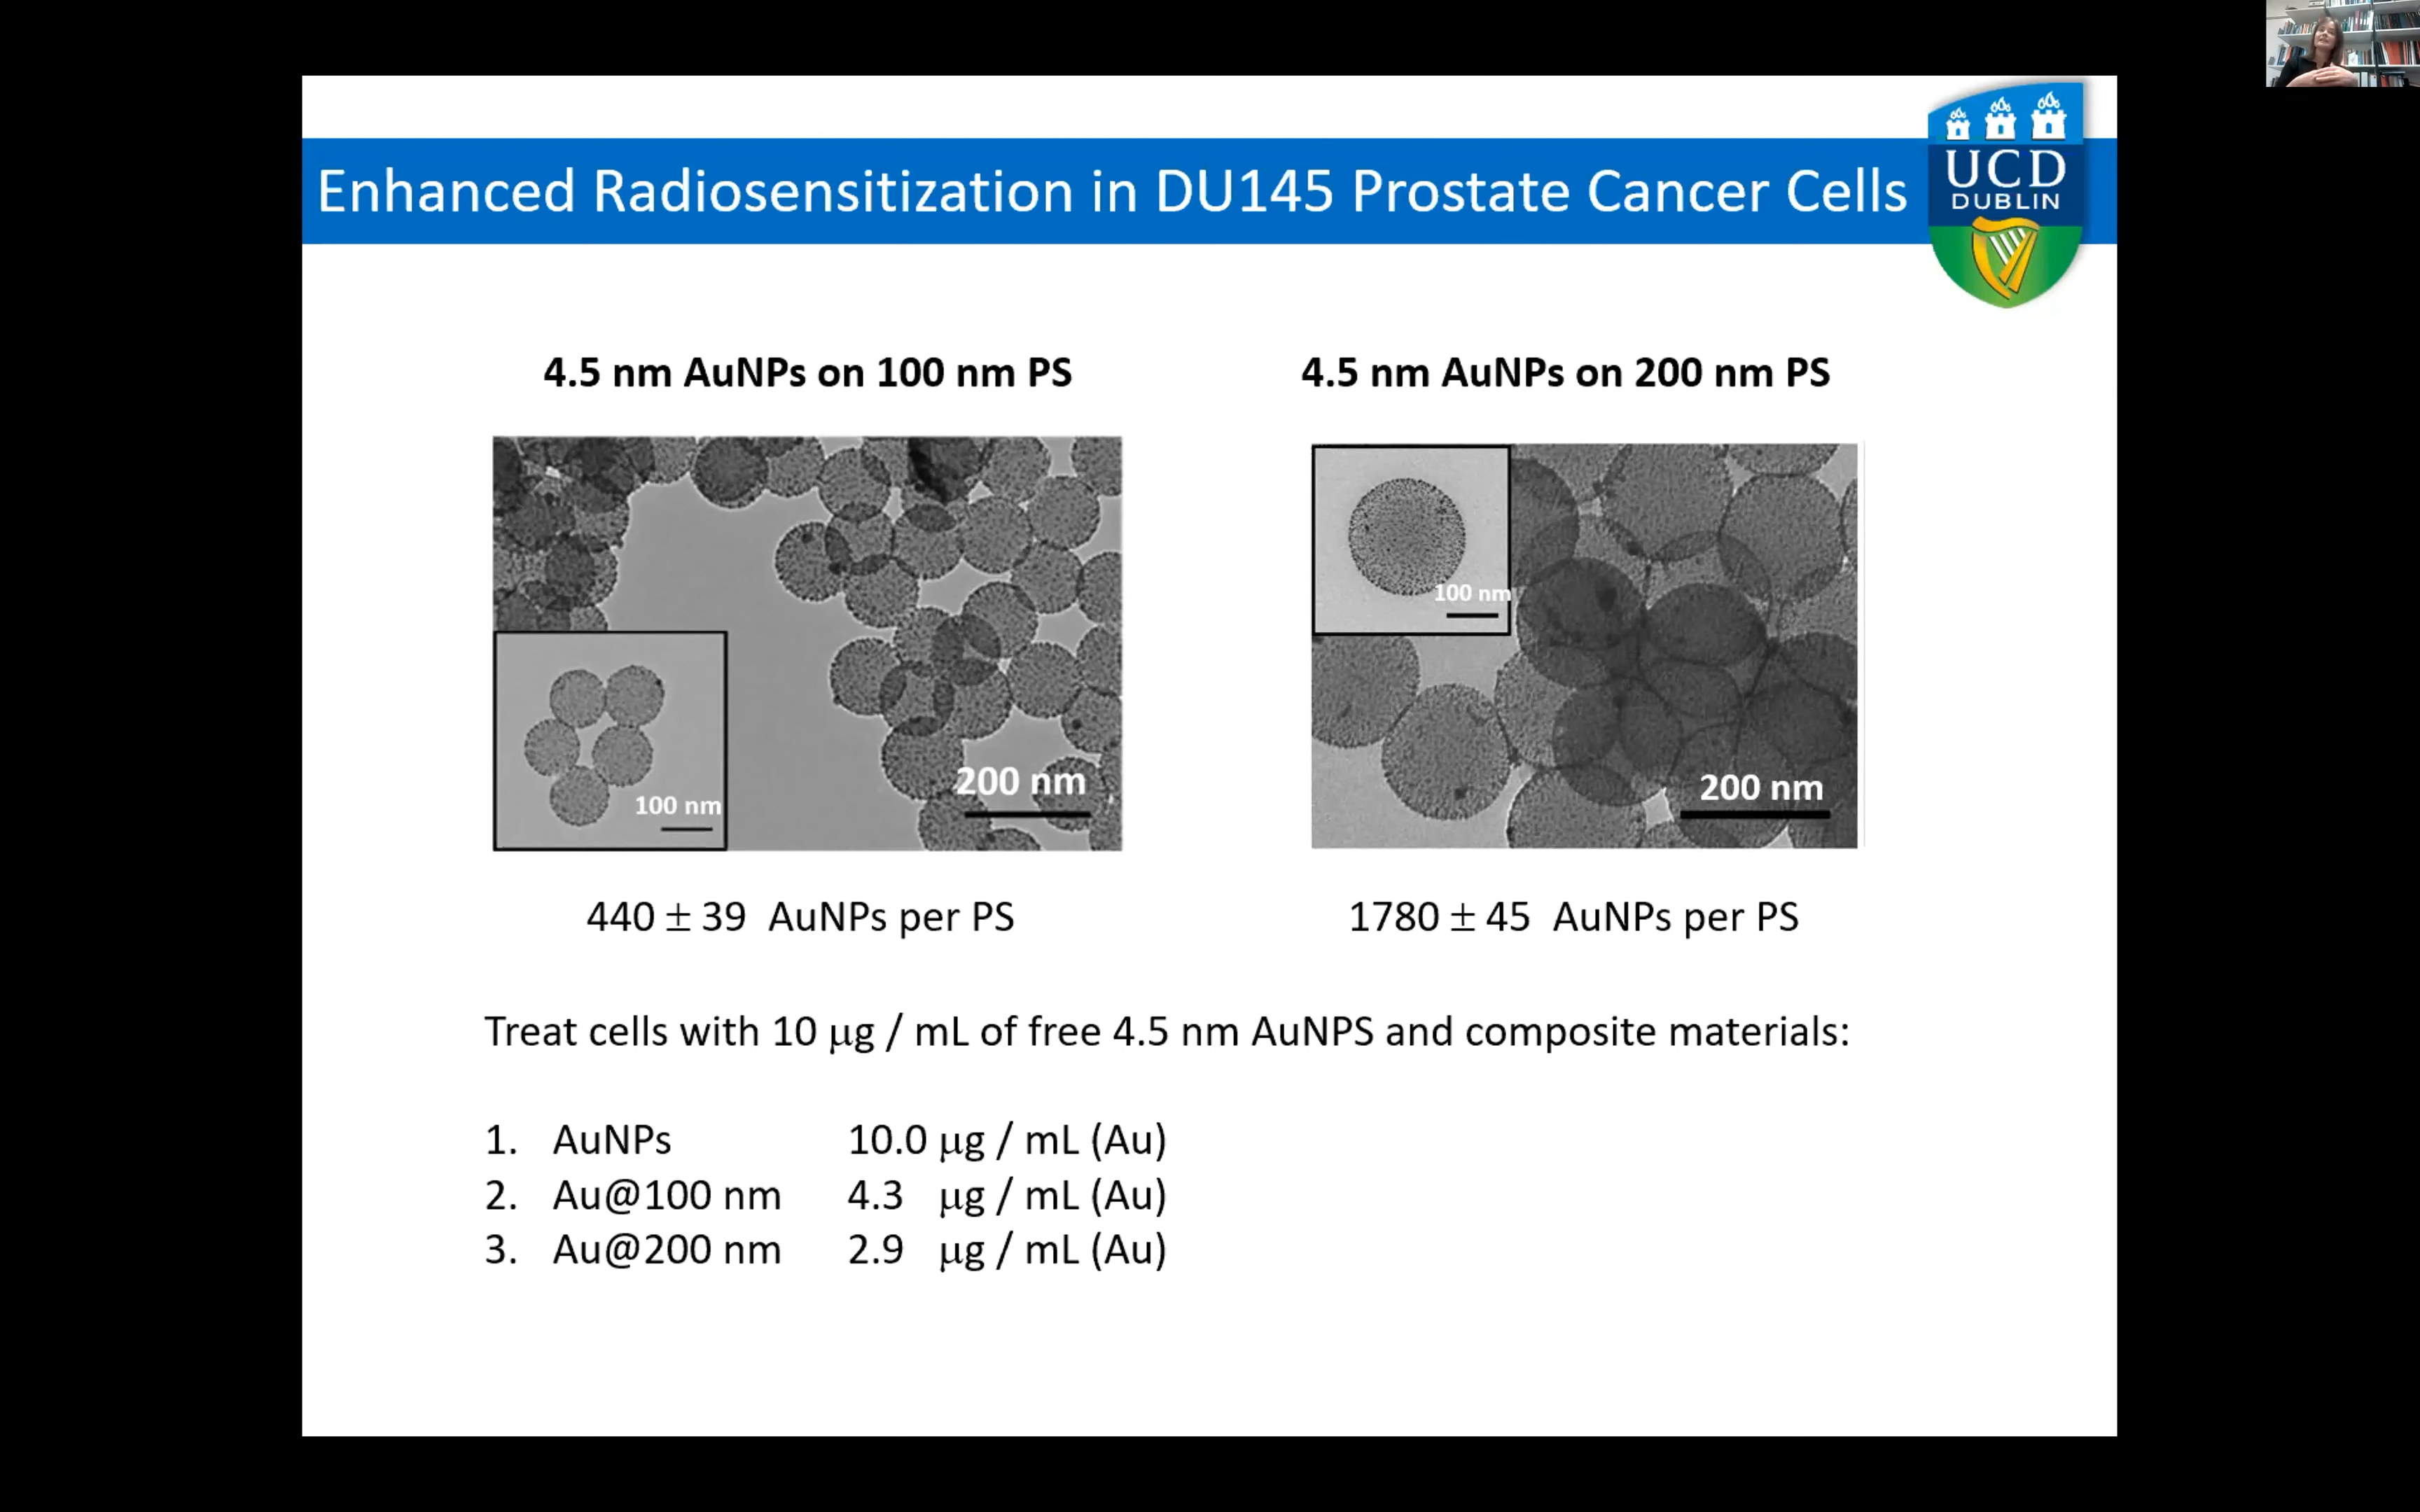 Enhanced Radiosensitization in DU145 Prostate Cancer Cells
UCD
DUBLIN
4.5 nm AuNPs on 100 nm PS
4.5 nm AuNPs on 200 nm PS
100 nm
200 nm
100 nm
200 nm
440 ± 39 AuNPs per PS
1780 ± 45 AuNPs per PS
Treat cells with 10 μg / mL of free 4.5 nm AuNPS and composite materials:
1. AuNPs 10.0 μg / mL (Au)
2. Au@100 nm 4.3 μg / mL (Au)
3. Au@200 nm 2.9 μg / mL (Au)